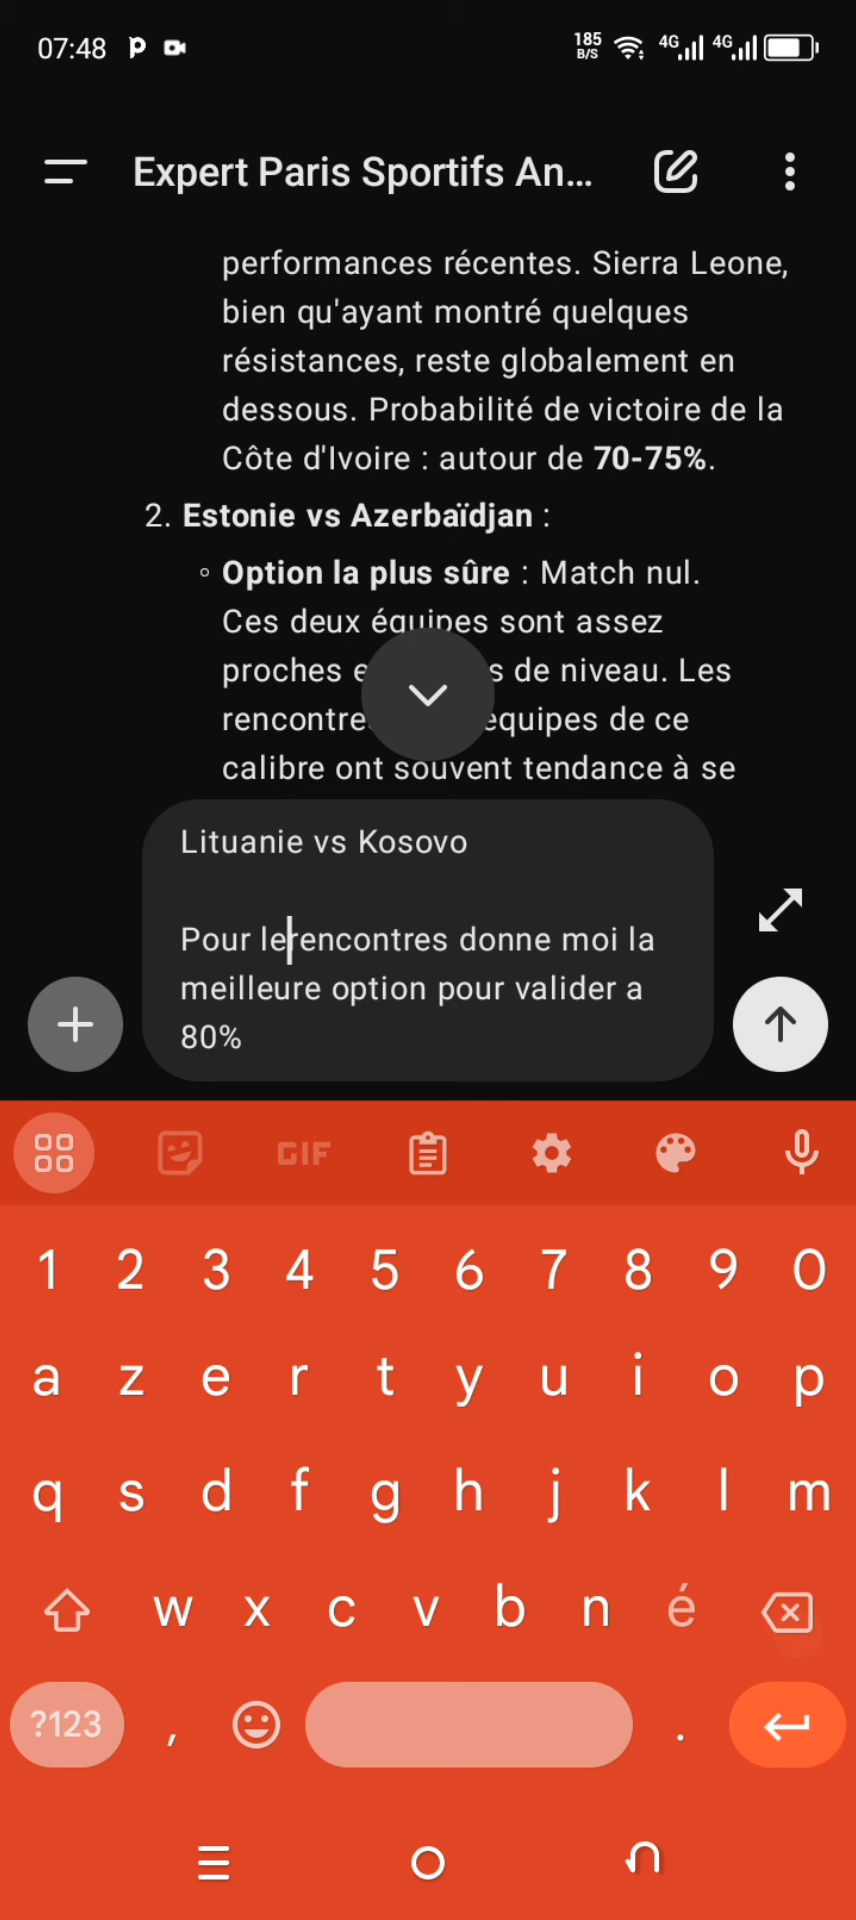 07:48 185 B/S 4G 4G
Expert Paris Sportifs An...
performances récentes. Sierra Leone,
bien qu'ayant montré quelques
résistances, reste globalement en
dessous. Probabilité de victoire de la
Côte d'Ivoire : autour de 70-75%.
2. Estonie vs Azerbaïdjan :
Option la plus sûre : Match nul.
Ces deux équipes sont assez
proches e s de niveau. Les
rencontre equipes de ce
calibre ont souvent tendance à se
Lituanie vs Kosovo
Pour lerencontres donne moi la
meilleure option pour valider a
80%
GIF
1 2 3 4 5 6 7 8 9 0
a z e r t y u i o p
q s d f g h j k l m
w x c v b n é
?123 , .